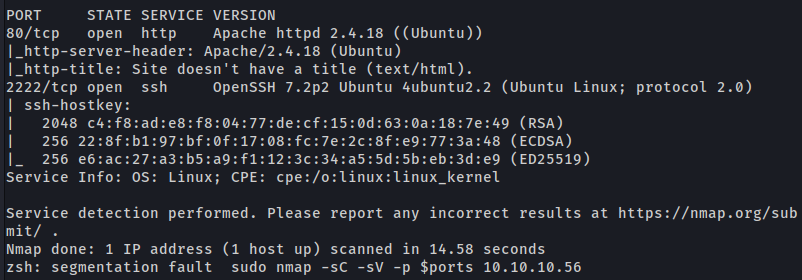 PORT     STATE SERVICE VERSION
80/tcp   open  http    Apache httpd 2.4.18 ((Ubuntu))
|_http-server-header: Apache/2.4.18 (Ubuntu)
|_http-title: Site doesn't have a title (text/html).
2222/tcp open  ssh     OpenSSH 7.2p2 Ubuntu 4ubuntu2.2 (Ubuntu Linux; protocol 2.0)
| ssh-hostkey:
|   2048 c4:f8:ad:e8:f8:04:77:de:cf:15:0d:63:0a:18:7e:49 (RSA)
|   256 22:8f:b1:97:bf:0f:17:08:fc:7e:2c:8f:e9:77:3a:48 (ECDSA)
|_  256 e6:ac:27:a3:b5:a9:f1:12:3c:34:a5:5d:5b:eb:3d:e9 (ED25519)
Service Info: OS: Linux; CPE: cpe:/o:linux:linux_kernel

Service detection performed. Please report any incorrect results at https://nmap.org/sub
mit/ .
Nmap done: 1 IP address (1 host up) scanned in 14.58 seconds
zsh: segmentation fault  sudo nmap -sC -sV -p $ports 10.10.10.56